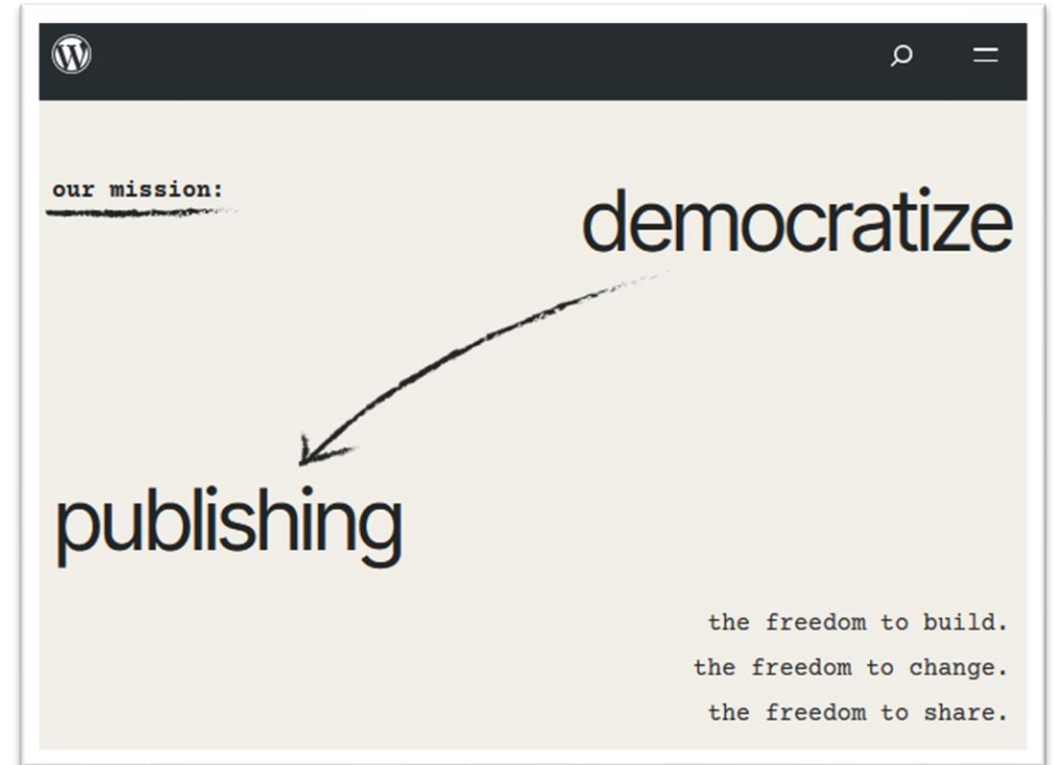 our mission:
democratize
publishing
the freedom to build.
the freedom to change.
the freedom to share.